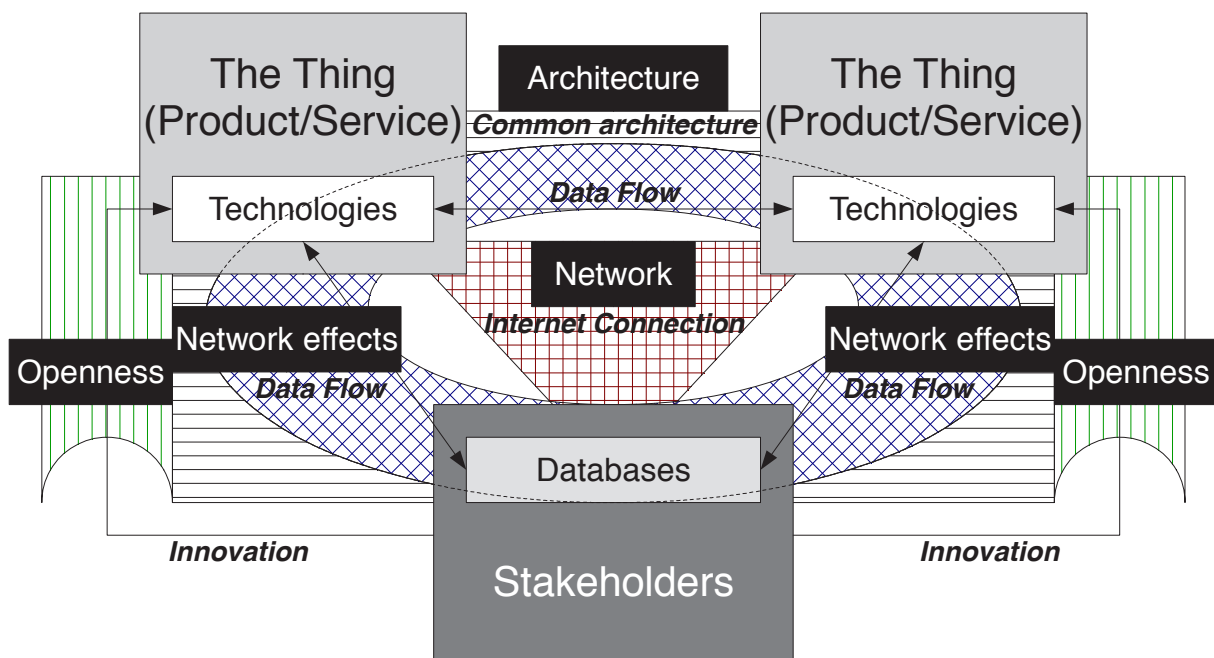 The Thing
(Product/Service)
Architecture
The Thing
(Product/Service)
Common architecture
Technologies
Data Flow
Technologies
Network
Internet Connection
Network effects
Network effects
Openness
Openness
Data Flow
Data Flow
Databases
Innovation
Innovation
Stakeholders